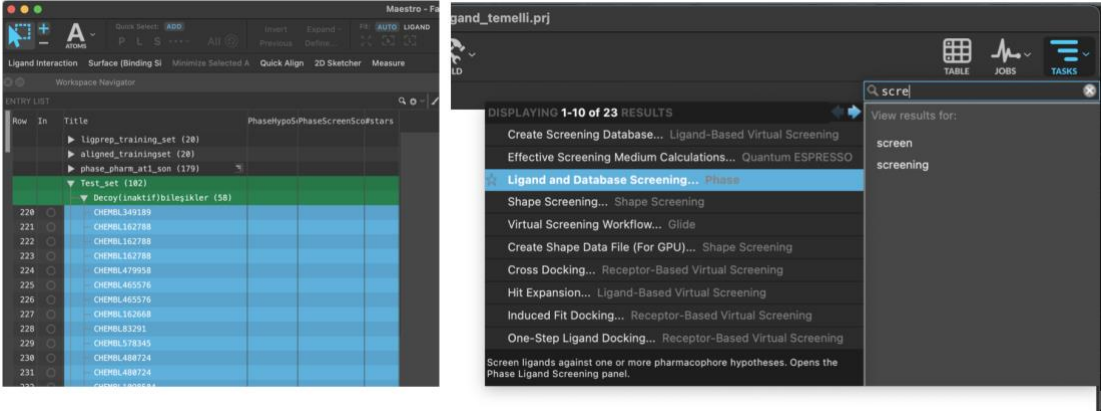 Maestro - Fa
Quick Select: ADD
Invert
Expand
Fit: AUTO LIGAND
ATOMS
P L S
All
Previous
Define...
Ligand Interaction Surface (Binding Si Minimize Selected A Quick Align 2D Sketcher Measure
Workspace Navigator
ENTRY LIST
Row In Title PhaseHypoS PhaseScreenSco #stars
ligprep_training_set (20)
aligned_trainingset (20)
phase_pharm_at1_son (179)
Test_set (102)
Decoy(inaktif)bileşikler (58)
220 CHEMBL349189
221 CHEMBL162788
222 CHEMBL162788
223 CHEMBL162788
224 CHEMBL479958
225 CHEMBL465576
226 CHEMBL465576
227 CHEMBL162668
228 CHEMBL83291
229 CHEMBL578345
230 CHEMBL480724
231 CHEMBL480724
gand_temelli.prj
LD
TABLE
JOBS
TASKS
scre
DISPLAYING 1-10 of 23 RESULTS
Create Screening Database... Ligand-Based Virtual Screening
Effective Screening Medium Calculations... Quantum ESPRESSO
Ligand and Database Screening... Phase
Shape Screening... Shape Screening
Virtual Screening Workflow... Glide
Create Shape Data File (For GPU)... Shape Screening
Cross Docking... Receptor-Based Virtual Screening
Hit Expansion... Ligand-Based Virtual Screening
Induced Fit Docking... Receptor-Based Virtual Screening
One-Step Ligand Docking... Receptor-Based Virtual Screening
Screen ligands against one or more pharmacophore hypotheses. Opens the
Phase Ligand Screening panel.
View results for:
screen
screening